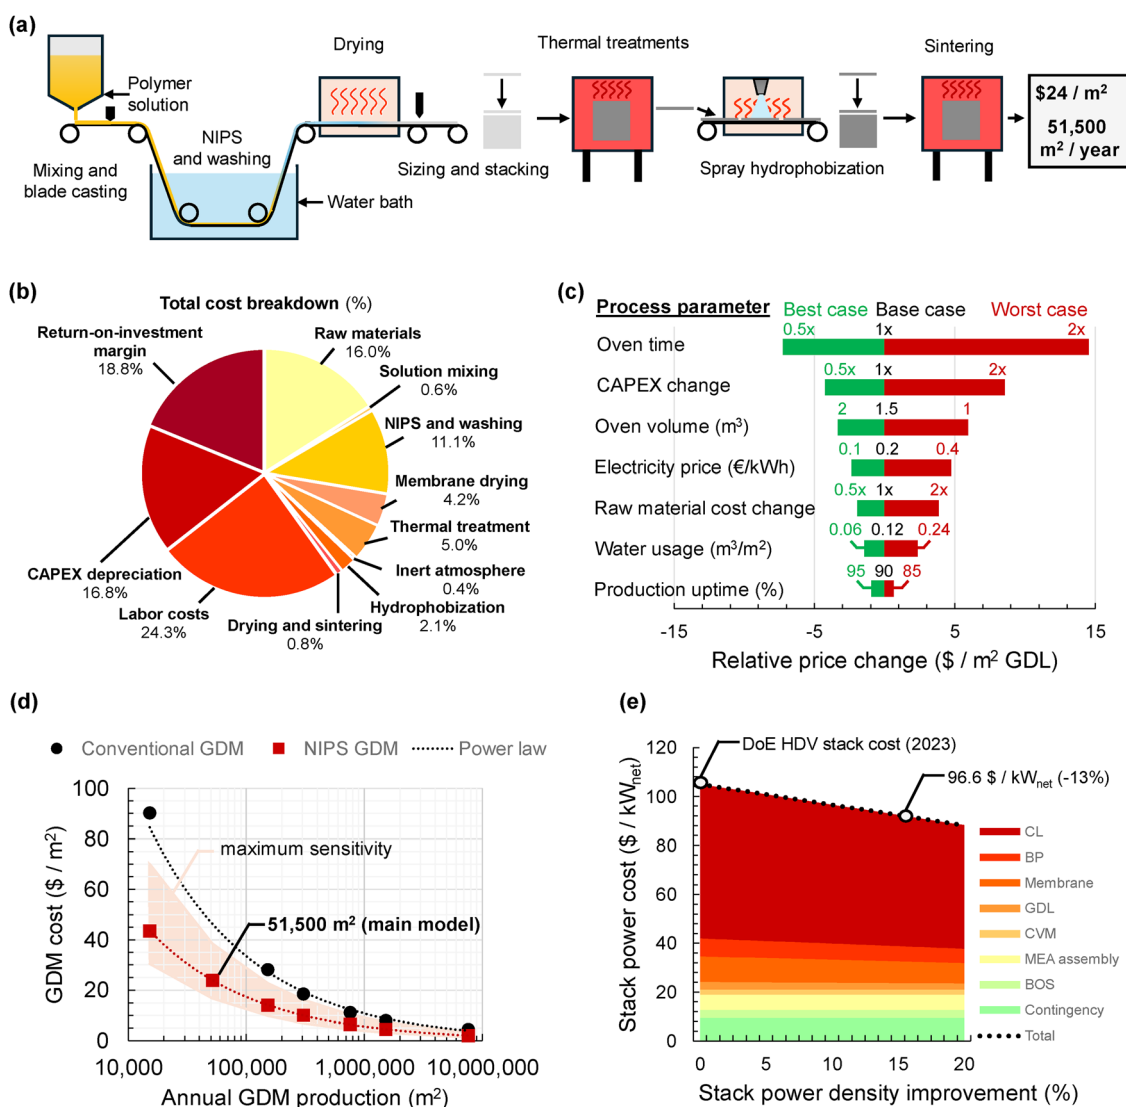 (a)
Drying
Thermal treatments
Sintering
Polymer
solution
NIPS
and washing
Mixing and
blade casting
Water bath
Sizing and stacking
Spray hydrophobization
$24 / m²
51,500
m² / year
(b)
Total cost breakdown (%)
Return-on-investment
margin
18.8%
Raw materials
16.0%
Solution mixing
0.6%
NIPS and washing
11.1%
Membrane drying
4.2%
Thermal treatment
5.0%
Inert atmosphere
0.4%
Hydrophobization
2.1%
Drying and sintering
0.8%
Labor costs
24.3%
CAPEX depreciation
16.8%
(c)
Process parameter
Best case Base case Worst case
Oven time 0.5x 1x 2x
CAPEX change 0.5x 1x 2x
Oven volume (m³) 2 1.5 1
Electricity price (€/kWh) 0.1 0.2 0.4
Raw material cost change 0.5x 1x 2x
Water usage (m³/m²) 0.06 0.12 0.24
Production uptime (%) 95 90 85
-15 -5 5 15
Relative price change ($ / m² GDL)
(d)
Conventional GDM NIPS GDM Power law
100
80
60
40
20
0
GDM cost ($ / m²)
maximum sensitivity
51,500 m² (main model)
10,000 100,000 1,000,000 10,000,000
Annual GDM production (m²)
(e)
120
100
80
60
40
20
0
Stack power cost ($ / kWnet)
DoE HDV stack cost (2023)
96.6 $ / kWnet (-13%)
CL
BP
Membrane
GDL
CVM
MEA assembly
BOS
Contingency
Total
0 5 10 15 20
Stack power density improvement (%)